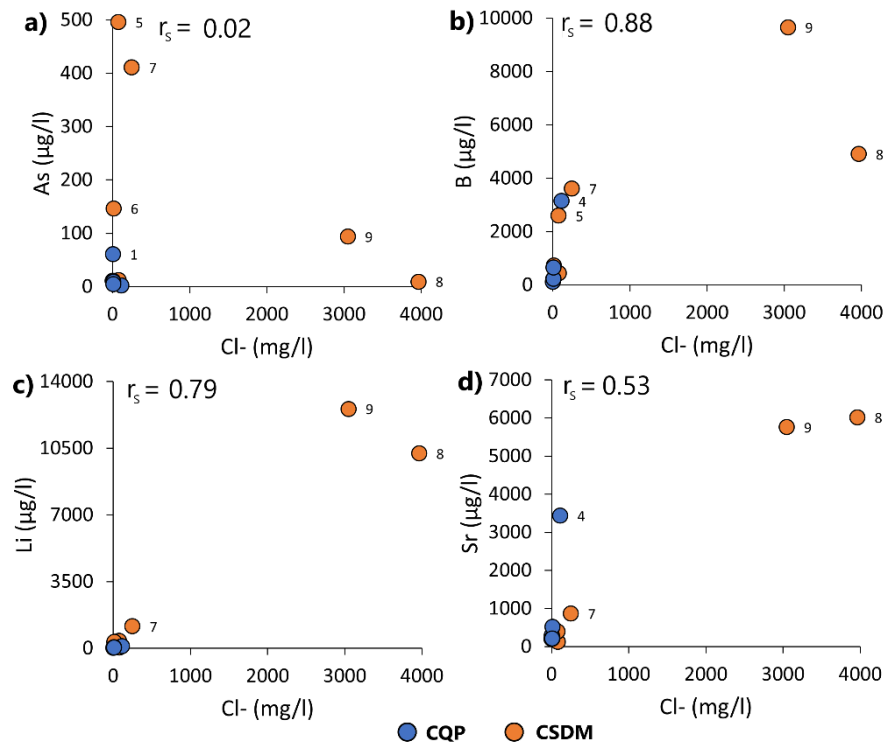 a) rs = 0.02
500
400
300
200
100
0
As (µg/l)
5
7
6
1
9
8
0 1000 2000 3000 4000
Cl- (mg/l)
b) rs = 0.88
10000
8000
6000
4000
2000
0
B (µg/l)
9
8
7
4
5
0 1000 2000 3000 4000
Cl- (mg/l)
c) rs = 0.79
14000
10500
7000
3500
0
Li (µg/l)
9
8
7
0 1000 2000 3000 4000
Cl- (mg/l)
d) rs = 0.53
7000
6000
5000
4000
3000
2000
1000
0
Sr (µg/l)
9
8
4
7
0 1000 2000 3000 4000
Cl- (mg/l)
CQP CSDM